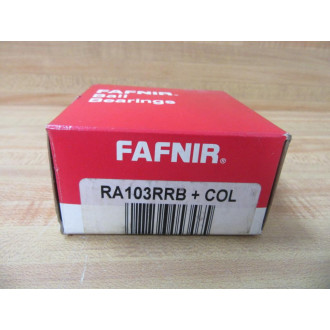 FAFNIR®
Ball
Bearings
FAFNIR®
RA103RRB + COL